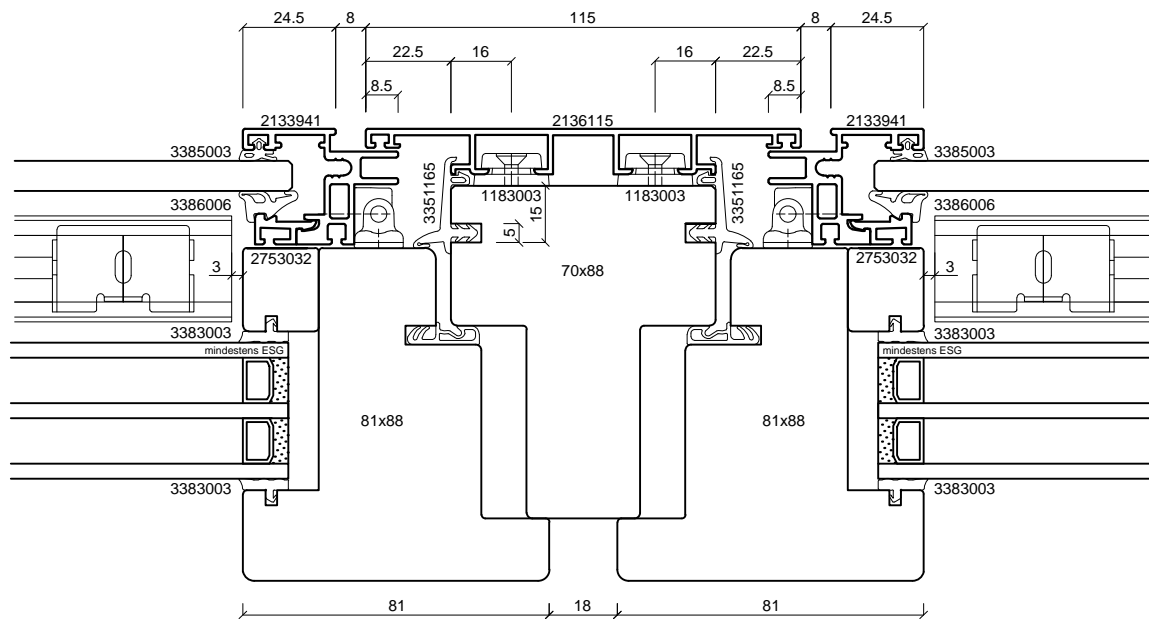 24.5 8 115 8 24.5
22.5 16 16 22.5
8.5 8.5
2133941 2136115 2133941
3385003 3385003
3351165 1183003 1183003 3351165
3386006 15 3386006
5
2753032 70x88 2753032
3 3
3383003 3383003
mindestens ESG mindestens ESG
81x88 81x88
3383003 3383003
81 18 81